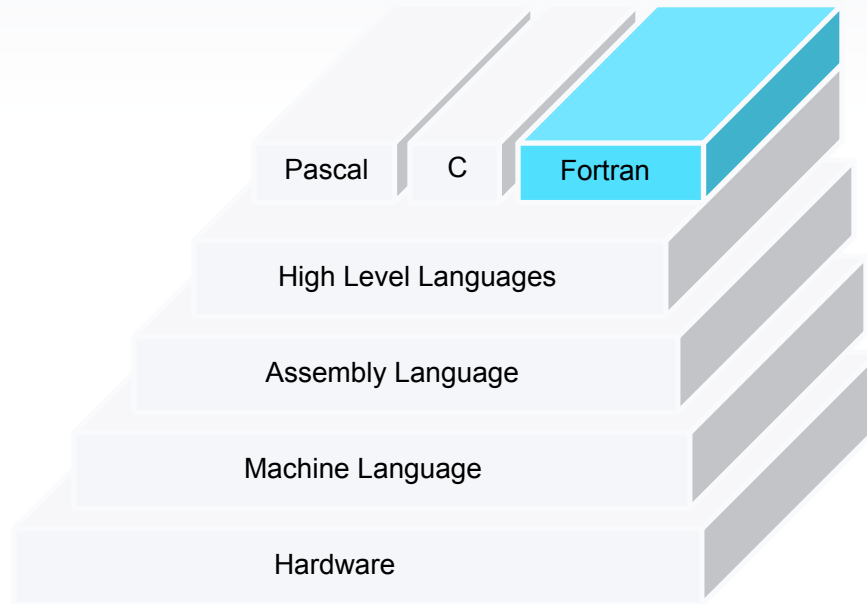 Pascal
C
Fortran
High Level Languages
Assembly Language
Machine Language
Hardware